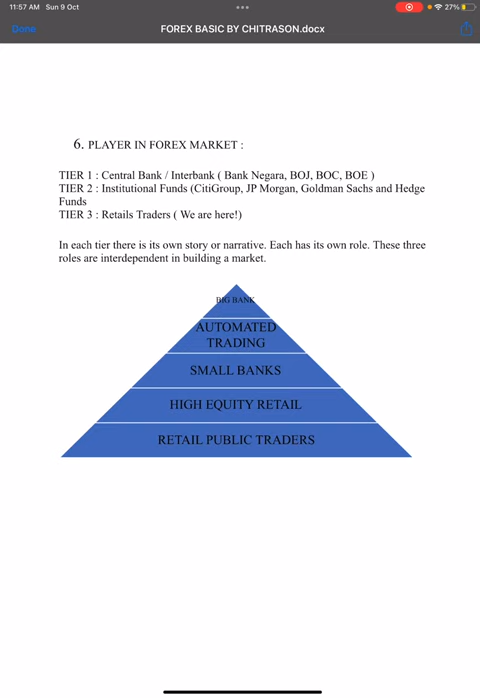 11:57 AM Sun 9 Oct
27%
Done
FOREX BASIC BY CHITRASON.docx
6. PLAYER IN FOREX MARKET :
TIER 1 : Central Bank / Interbank ( Bank Negara, BOJ, BOC, BOE )
TIER 2 : Institutional Funds (CitiGroup, JP Morgan, Goldman Sachs and Hedge
Funds
TIER 3 : Retails Traders ( We are here!)
In each tier there is its own story or narrative. Each has its own role. These three
roles are interdependent in building a market.
BIG BANK
AUTOMATED
TRADING
SMALL BANKS
HIGH EQUITY RETAIL
RETAIL PUBLIC TRADERS